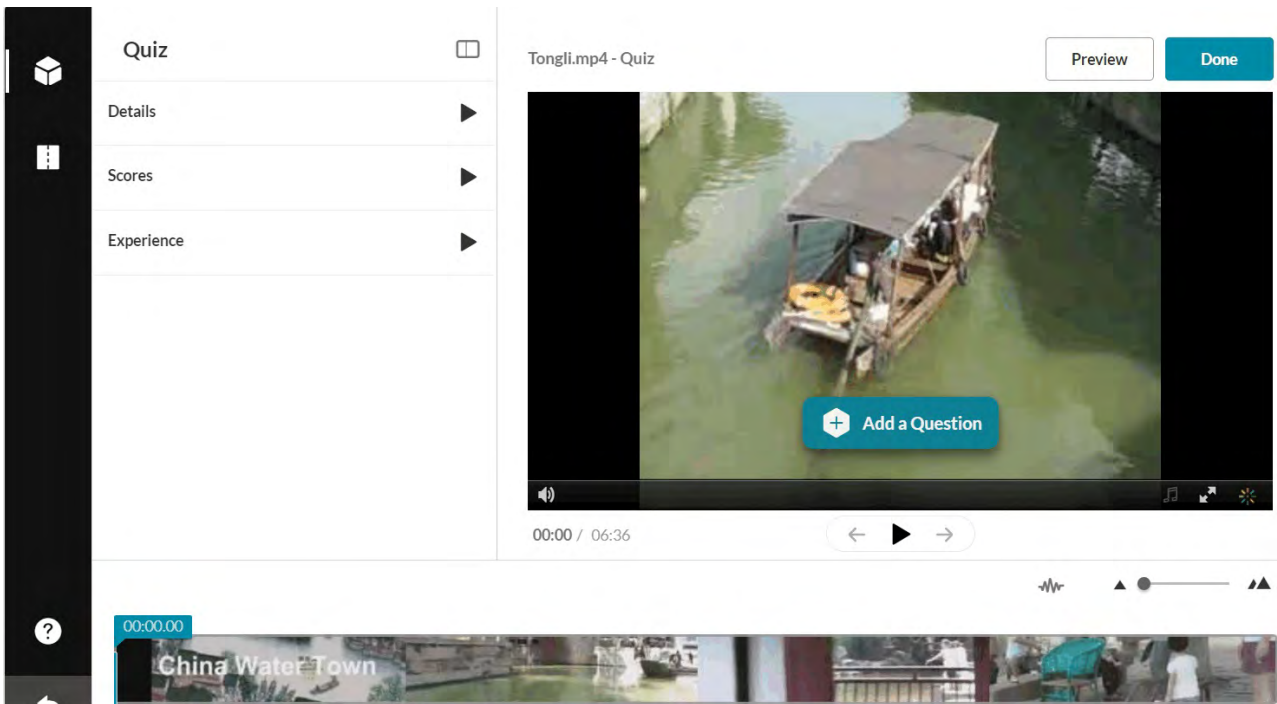 Quiz
Details
Scores
Experience
Tongli.mp4 - Quiz
Preview
Done
Add a Question
00:00 / 06:36
00:00.00
China Water Town